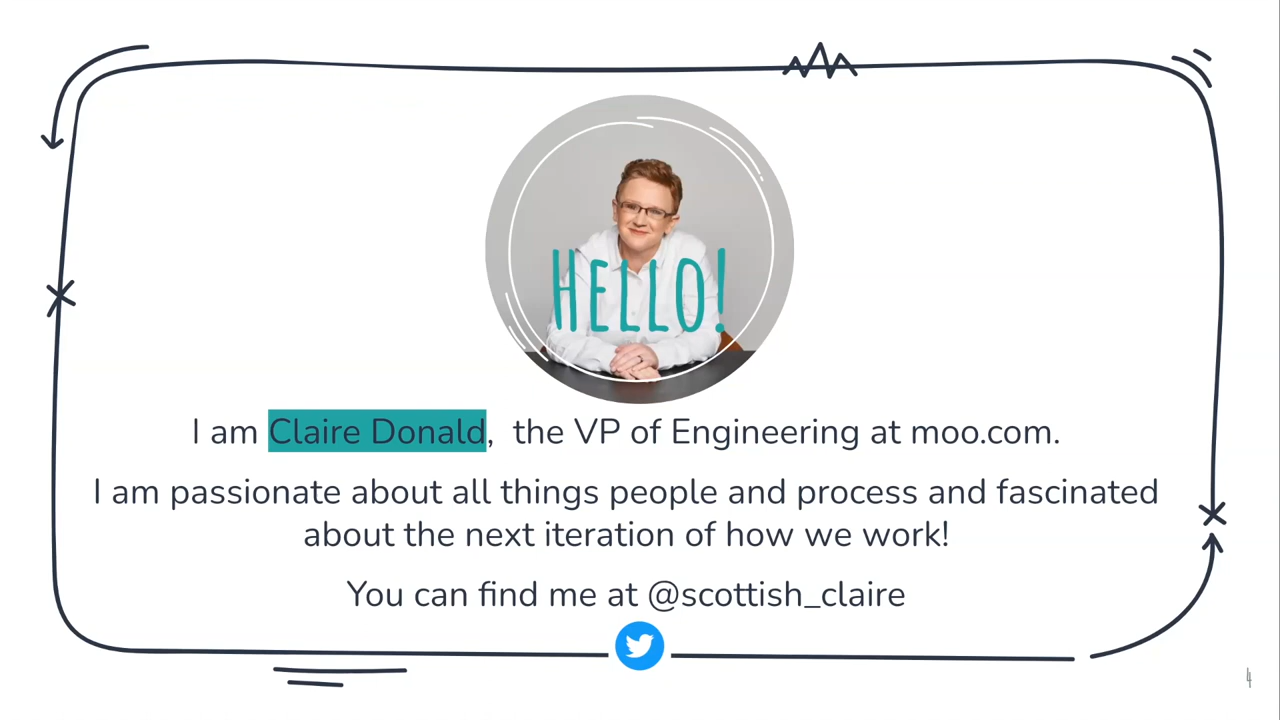 HELLO!
I am Claire Donald, the VP of Engineering at moo.com.
I am passionate about all things people and process and fascinated
about the next iteration of how we work!
You can find me at @scottish_claire
4